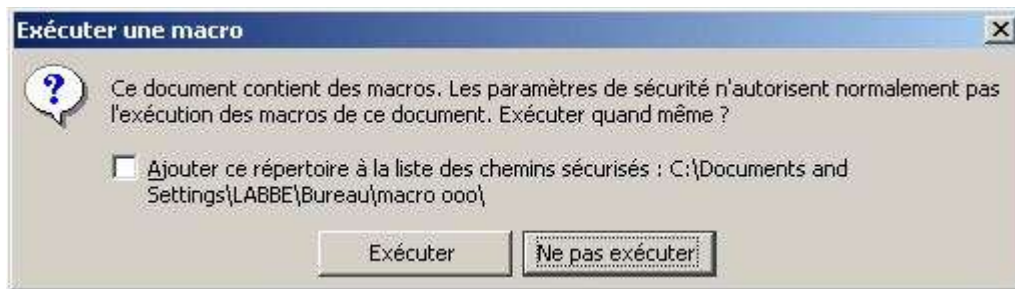 Exécuter une macro
Ce document contient des macros. Les paramètres de sécurité n'autorisent normalement pas
l'exécution des macros de ce document. Exécuter quand même ?
Ajouter ce répertoire à la liste des chemins sécurisés : C:\Documents and
Settings\LABBE\Bureau\macro ooo\
Exécuter
Ne pas exécuter